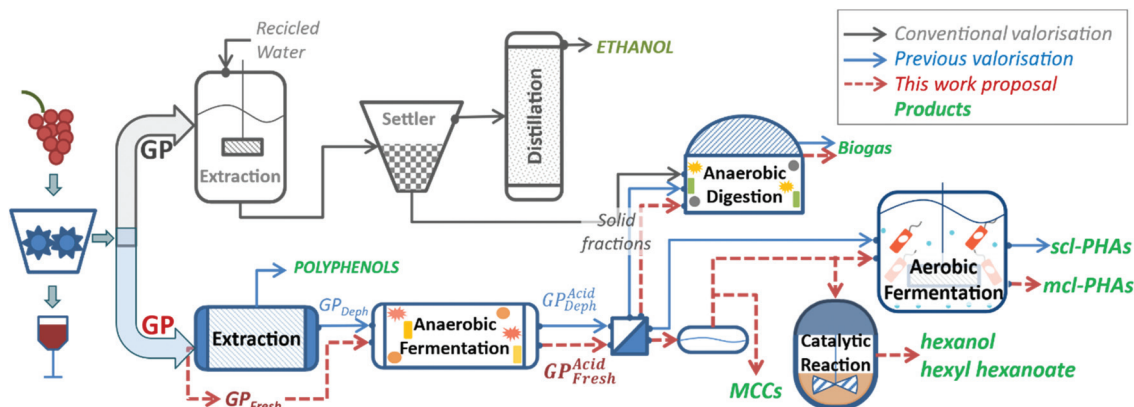 Recicled
Water
GP
Extraction
Settler
Distillation
ETHANOL
Conventional valorisation
Previous valorisation
This work proposal
Products
Solid
fractions
Anaerobic
Digestion
Biogas
GP
POLYPHENOLS
Extraction
GP_Deph
GP_Fresh
Anaerobic
Fermentation
GP^Acid_Deph
GP^Acid_Fresh
MCCs
Aerobic
Fermentation
scl-PHAs
mcl-PHAs
Catalytic
Reaction
hexanol
hexyl hexanoate